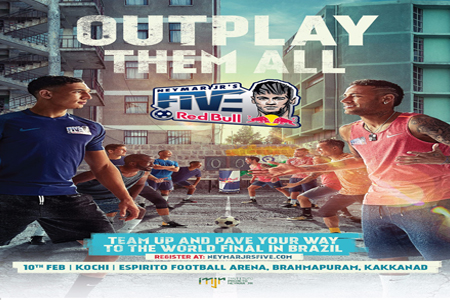 OUTPLAY
THEM ALL
NEYMAR JR'S
FIVE
Red Bull
TEAM UP AND PAVE YOUR WAY
TO THE WORLD FINAL IN BRAZIL
REGISTER AT: NEYMARJRSFIVE.COM
10TH FEB | KOCHI | ESPIRITO FOOTBALL ARENA, BRAHMAPURAM, KAKKANAD